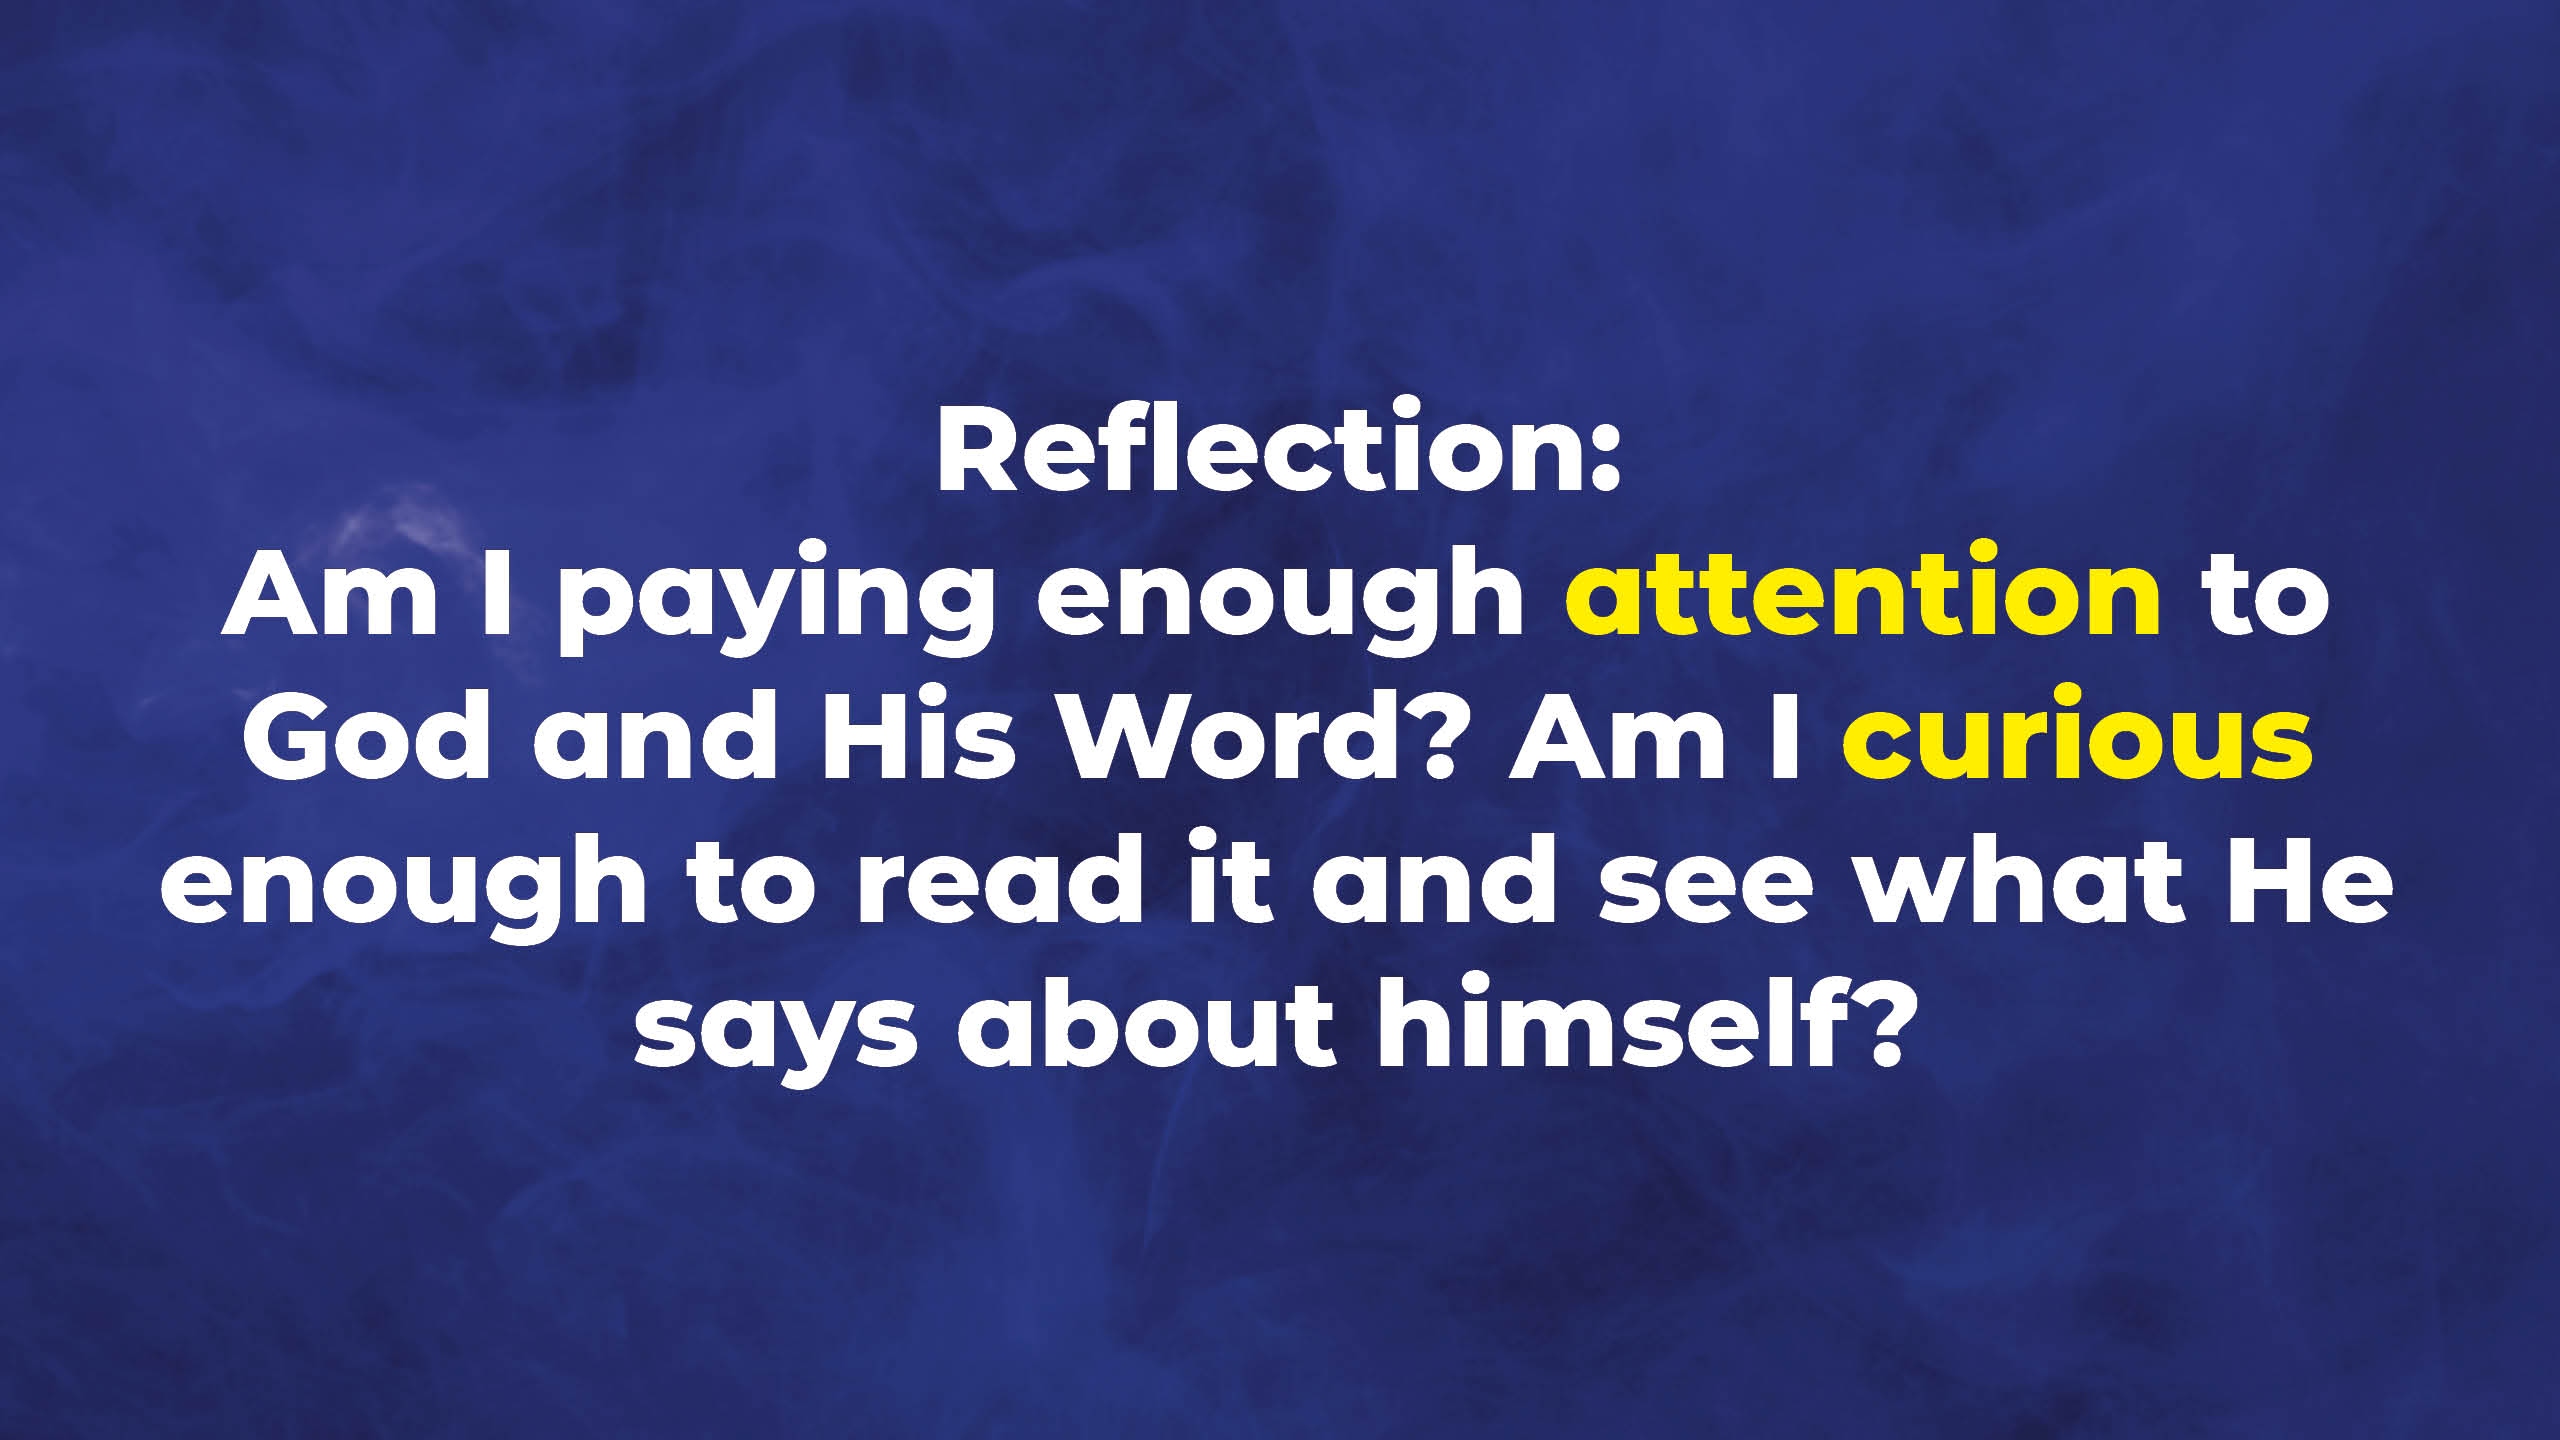 Reflection:
Am I paying enough attention to
God and His Word? Am I curious
enough to read it and see what He
says about himself?